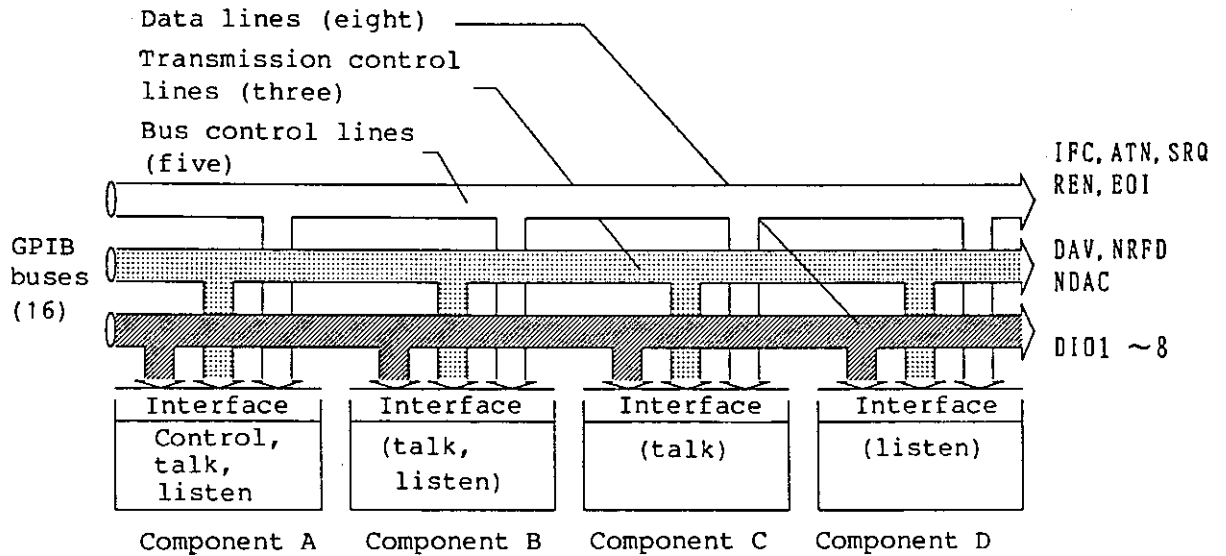 Data lines (eight)
Transmission control
lines (three)
Bus control lines
(five)
IFC, ATN, SRQ
REN, EOI
GPIB
buses
(16)
DAV, NRFD
NDAC
DIO1 ~8
Interface
Control,
talk,
listen
Component A
Interface
(talk,
listen)
Component B
Interface
(talk)
Component C
Interface
(listen)
Component D